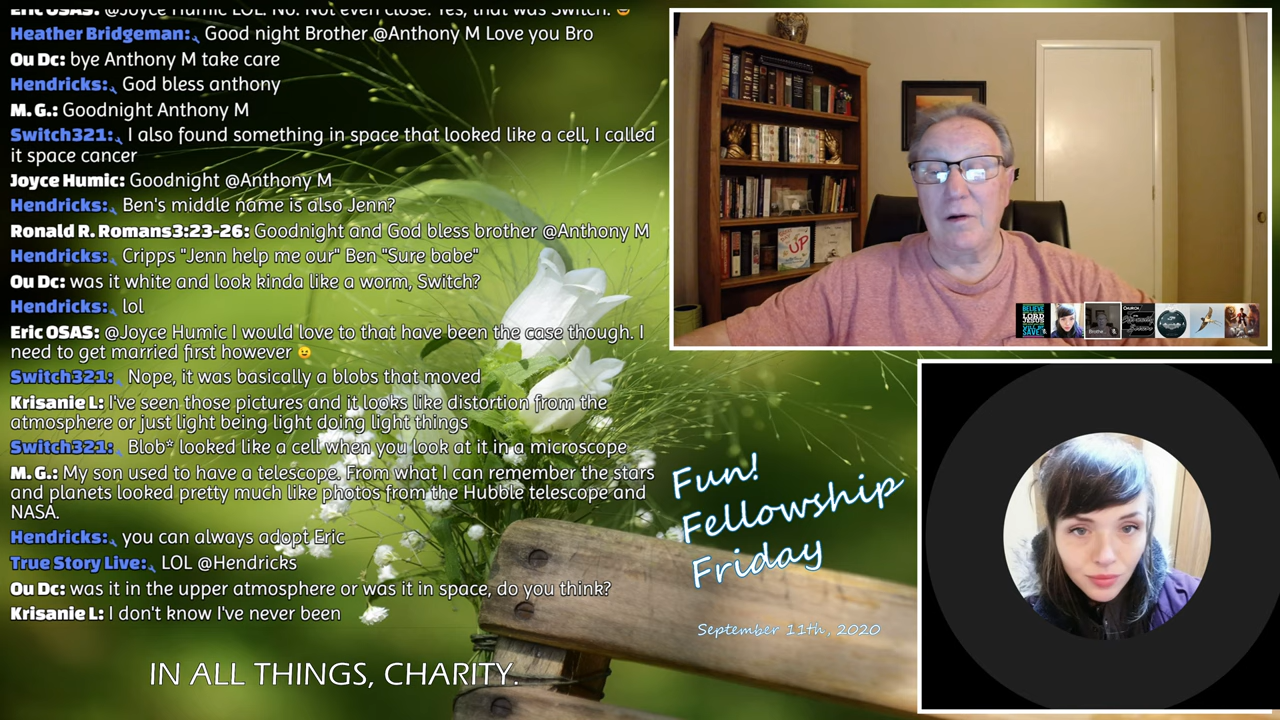 Eric OSAS: @Joyce Humic LOL. No. Not even close. Yes, that was Switch.
Heather Bridgeman: Good night Brother @Anthony M Love you Bro
Ou Dc: bye Anthony M take care
Hendricks: God bless anthony
M. G.: Goodnight Anthony M
Switch321: I also found something in space that looked like a cell, I called
it space cancer
Joyce Humic: Goodnight @Anthony M
Hendricks: Ben's middle name is also Jenn?
Ronald R. Romans3:23-26: Goodnight and God bless brother @Anthony M
Hendricks: Cripps "Jenn help me our" Ben "Sure babe"
Ou Dc: was it white and look kinda like a worm, Switch?
Hendricks: lol
Eric OSAS: @Joyce Humic I would love to that have been the case though. I
need to get married first however
Switch321: Nope, it was basically a blobs that moved
Krisanie L: I've seen those pictures and it looks like distortion from the
atmosphere or just light being light doing light things
Switch321: Blob* looked like a cell when you look at it in a microscope
M. G.: My son used to have a telescope. From what I can remember the stars
and planets looked pretty much like photos from the Hubble telescope and
NASA.
Hendricks: you can always adopt Eric
True Story Live: LOL @Hendricks
Ou Dc: was it in the upper atmosphere or was it in space, do you think?
Krisanie L: I don't know I've never been
IN ALL THINGS, CHARITY.
UP
BELIEVE
LORD
JESUS
SAVE
CHURCH
Fun!
Fellowship
Friday
September 11th, 2020